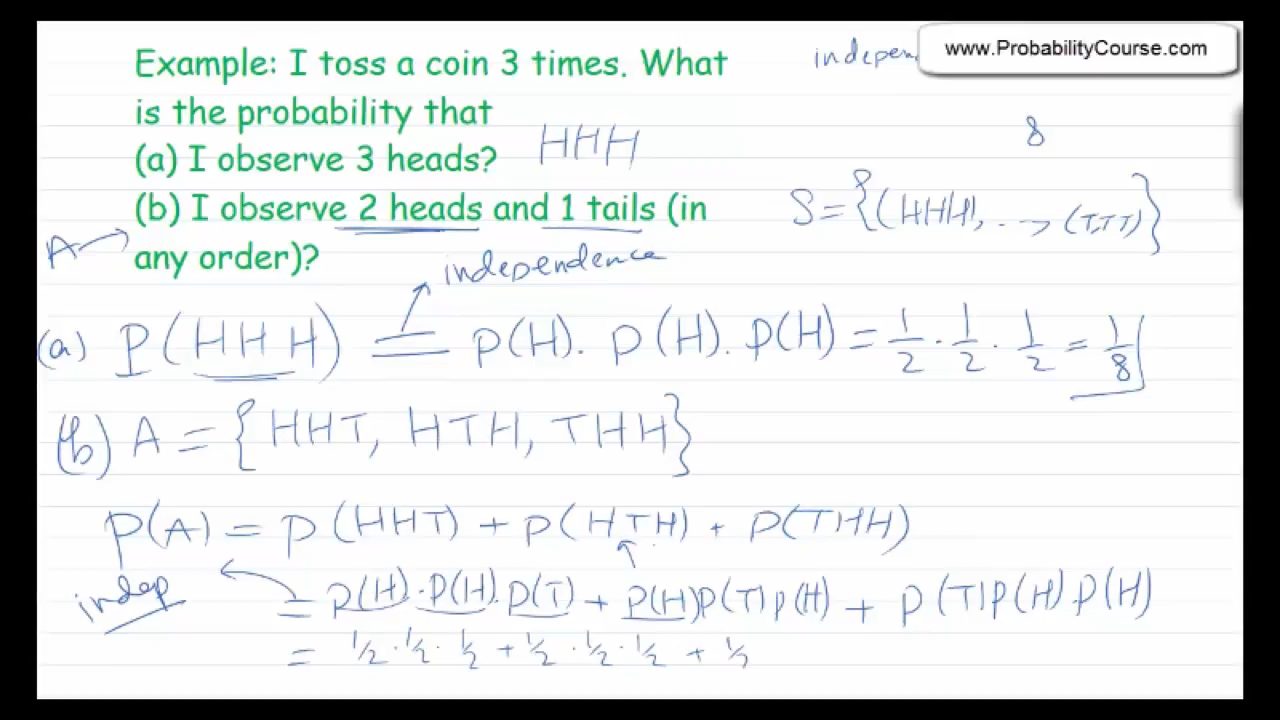 www.ProbabilityCourse.com
Example: I toss a coin 3 times. What
is the probability that
(a) I observe 3 heads? HHH
(b) I observe 2 heads and 1 tails (in
any order)?
8
S={(HHH), ..→ (T,TT)}
A
independence
(a) P(HHH) = P(H). P(H). P(H) = 1/2 · 1/2 · 1/2 = 1/8
(b) A = {HHT, HTH, THH}
P(A) = P(HHT) + P(HTH) + P(THH)
indep = P(H)·P(H)·P(T) + P(H)P(T)P(H) + P(T)P(H).P(H)
= 1/2 · 1/2 · 1/2 + 1/2 · 1/2 · 1/2 + 1/2